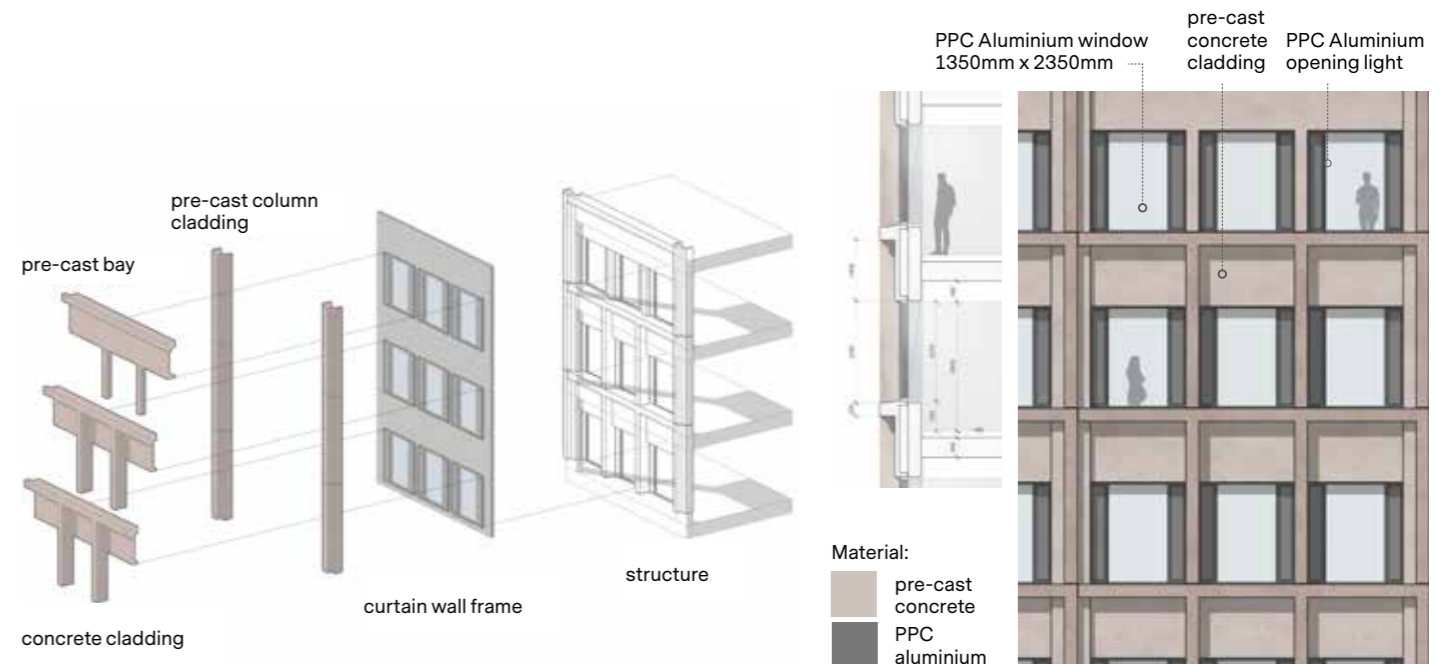 pre-cast
concrete
cladding
PPC Aluminium window
1350mm x 2350mm
PPC Aluminium
opening light
pre-cast column
cladding
pre-cast bay
structure
curtain wall frame
concrete cladding
Material:
pre-cast
concrete
PPC
aluminium